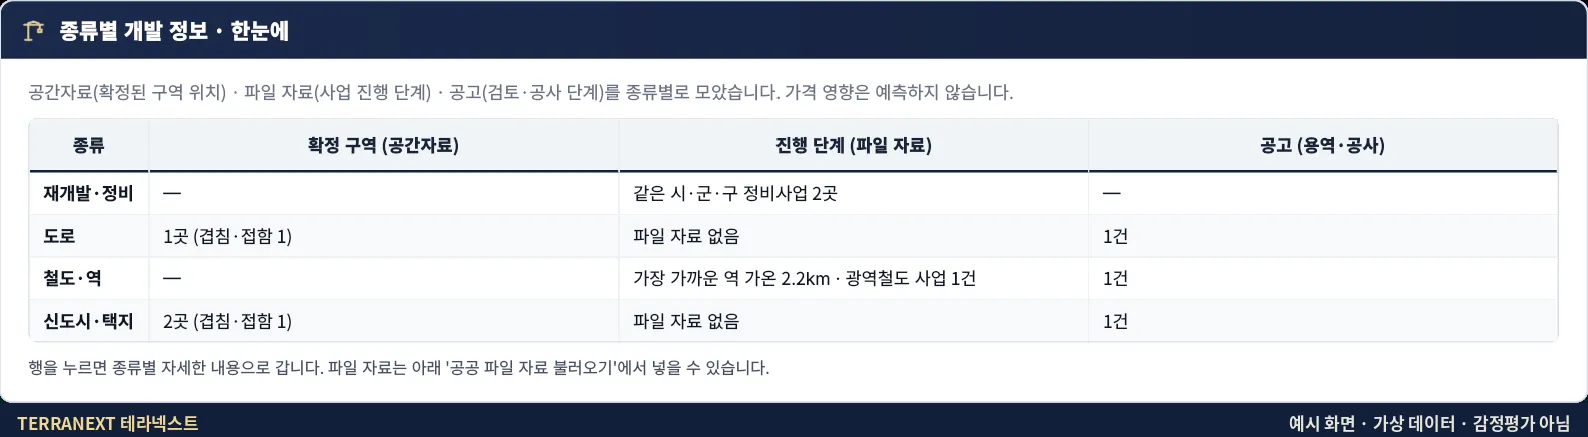 종류별 개발 정보 · 한눈에
공간자료(확정된 구역 위치) · 파일 자료(사업 진행 단계) · 공고(검토·공사 단계)를 종류별로 모았습니다. 가격 영향은 예측하지 않습니다.
종류 확정 구역 (공간자료) 진행 단계 (파일 자료) 공고 (용역·공사)
재개발·정비 — 같은 시·군·구 정비사업 2곳 —
도로 1곳 (겹침·접함 1) 파일 자료 없음 1건
철도·역 — 가장 가까운 역 가온 2.2km · 광역철도 사업 1건 1건
신도시·택지 2곳 (겹침·접함 1) 파일 자료 없음 1건
행을 누르면 종류별 자세한 내용으로 갑니다. 파일 자료는 아래 '공공 파일 자료 불러오기'에서 넣을 수 있습니다.
TERRANEXT 테라넥스트 예시 화면 · 가상 데이터 · 감정평가 아님